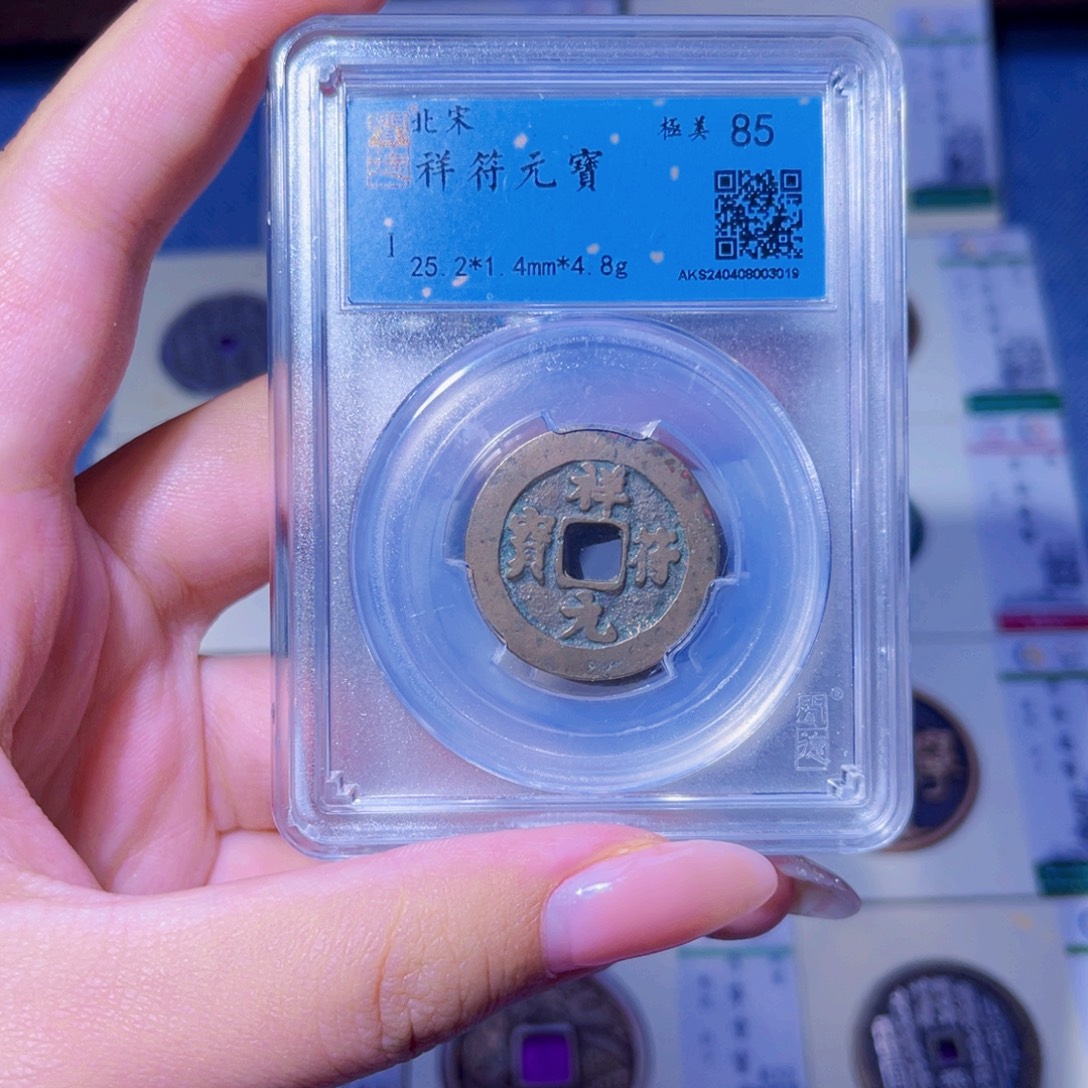 北宋
祥符元寶
極美 85
1 25.2*1.4mm*4.8g
AKS240408003019
祥
符
元
寶